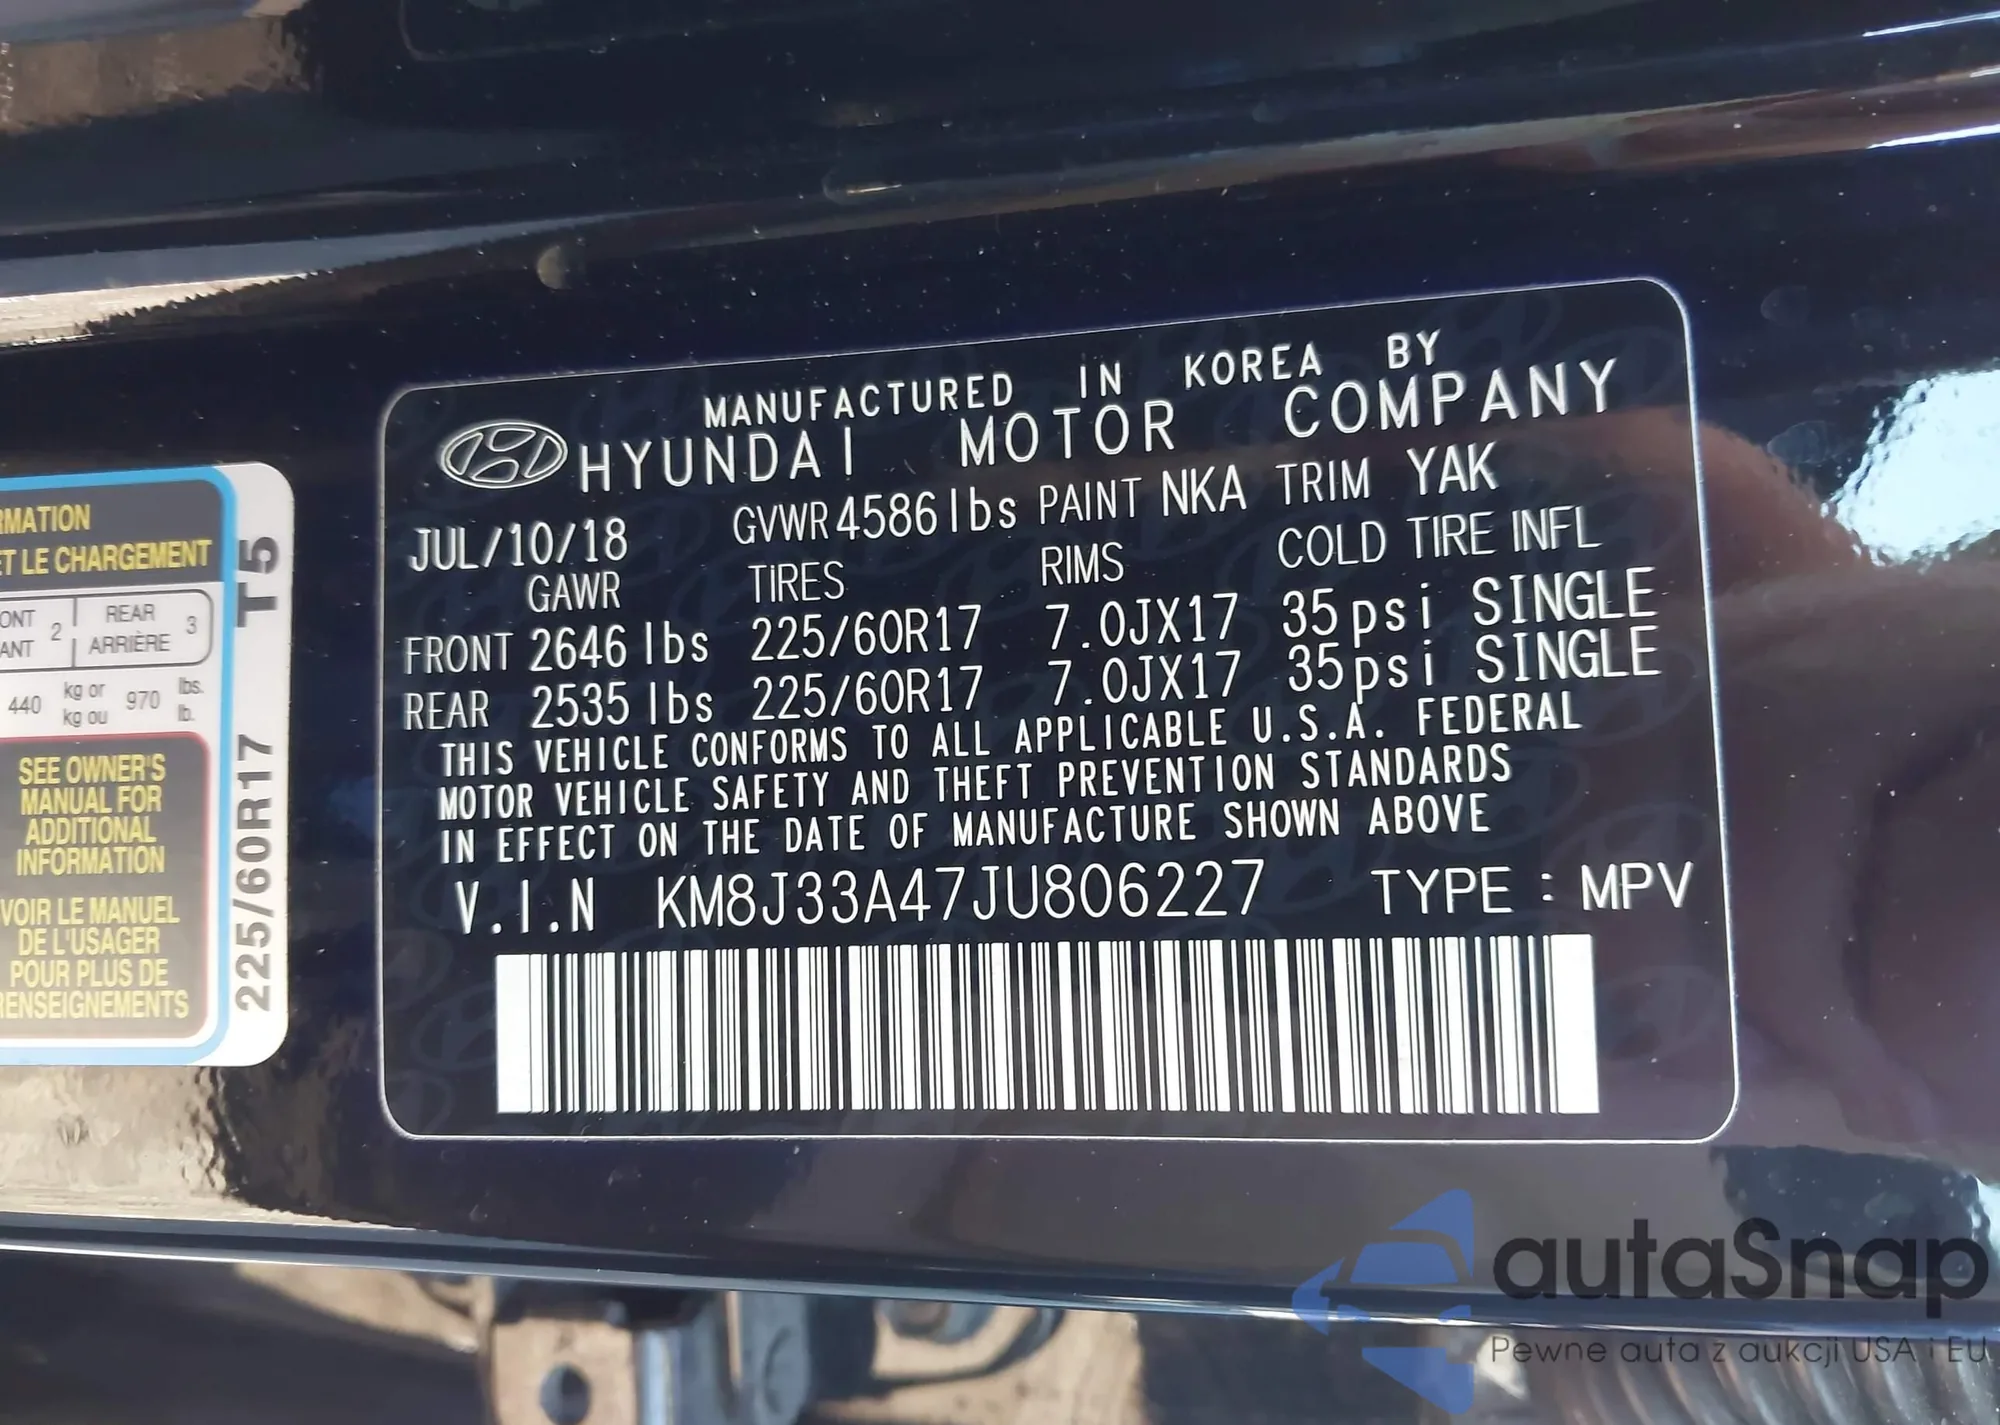 MANUFACTURED IN KOREA BY
HYUNDAI MOTOR COMPANY
JUL/10/18 GVWR 4586 lbs PAINT NKA TRIM YAK
GAWR TIRES RIMS COLD TIRE INFL
FRONT 2646 lbs 225/60R17 7.0JX17 35psi SINGLE
REAR 2535 lbs 225/60R17 7.0JX17 35psi SINGLE
THIS VEHICLE CONFORMS TO ALL APPLICABLE U.S.A. FEDERAL
MOTOR VEHICLE SAFETY AND THEFT PREVENTION STANDARDS
IN EFFECT ON THE DATE OF MANUFACTURE SHOWN ABOVE
V.I.N KM8J33A47JU806227 TYPE : MPV
RMATION
ET LE CHARGEMENT
ONT 2 REAR 3
ANT ARRIÈRE
440 kg or 970 lbs.
kg ou lb.
SEE OWNER'S
MANUAL FOR
ADDITIONAL
INFORMATION
VOIR LE MANUEL
DE L'USAGER
POUR PLUS DE
RENSEIGNEMENTS
225/60R17 T5
autaSnap
Pewne auta z aukcji USA i EU